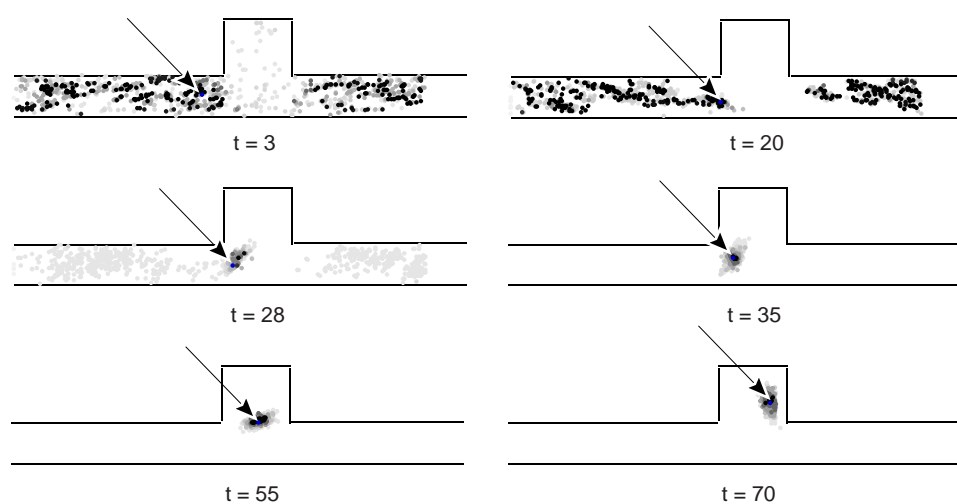 t = 3
t = 20
t = 28
t = 35
t = 55
t = 70